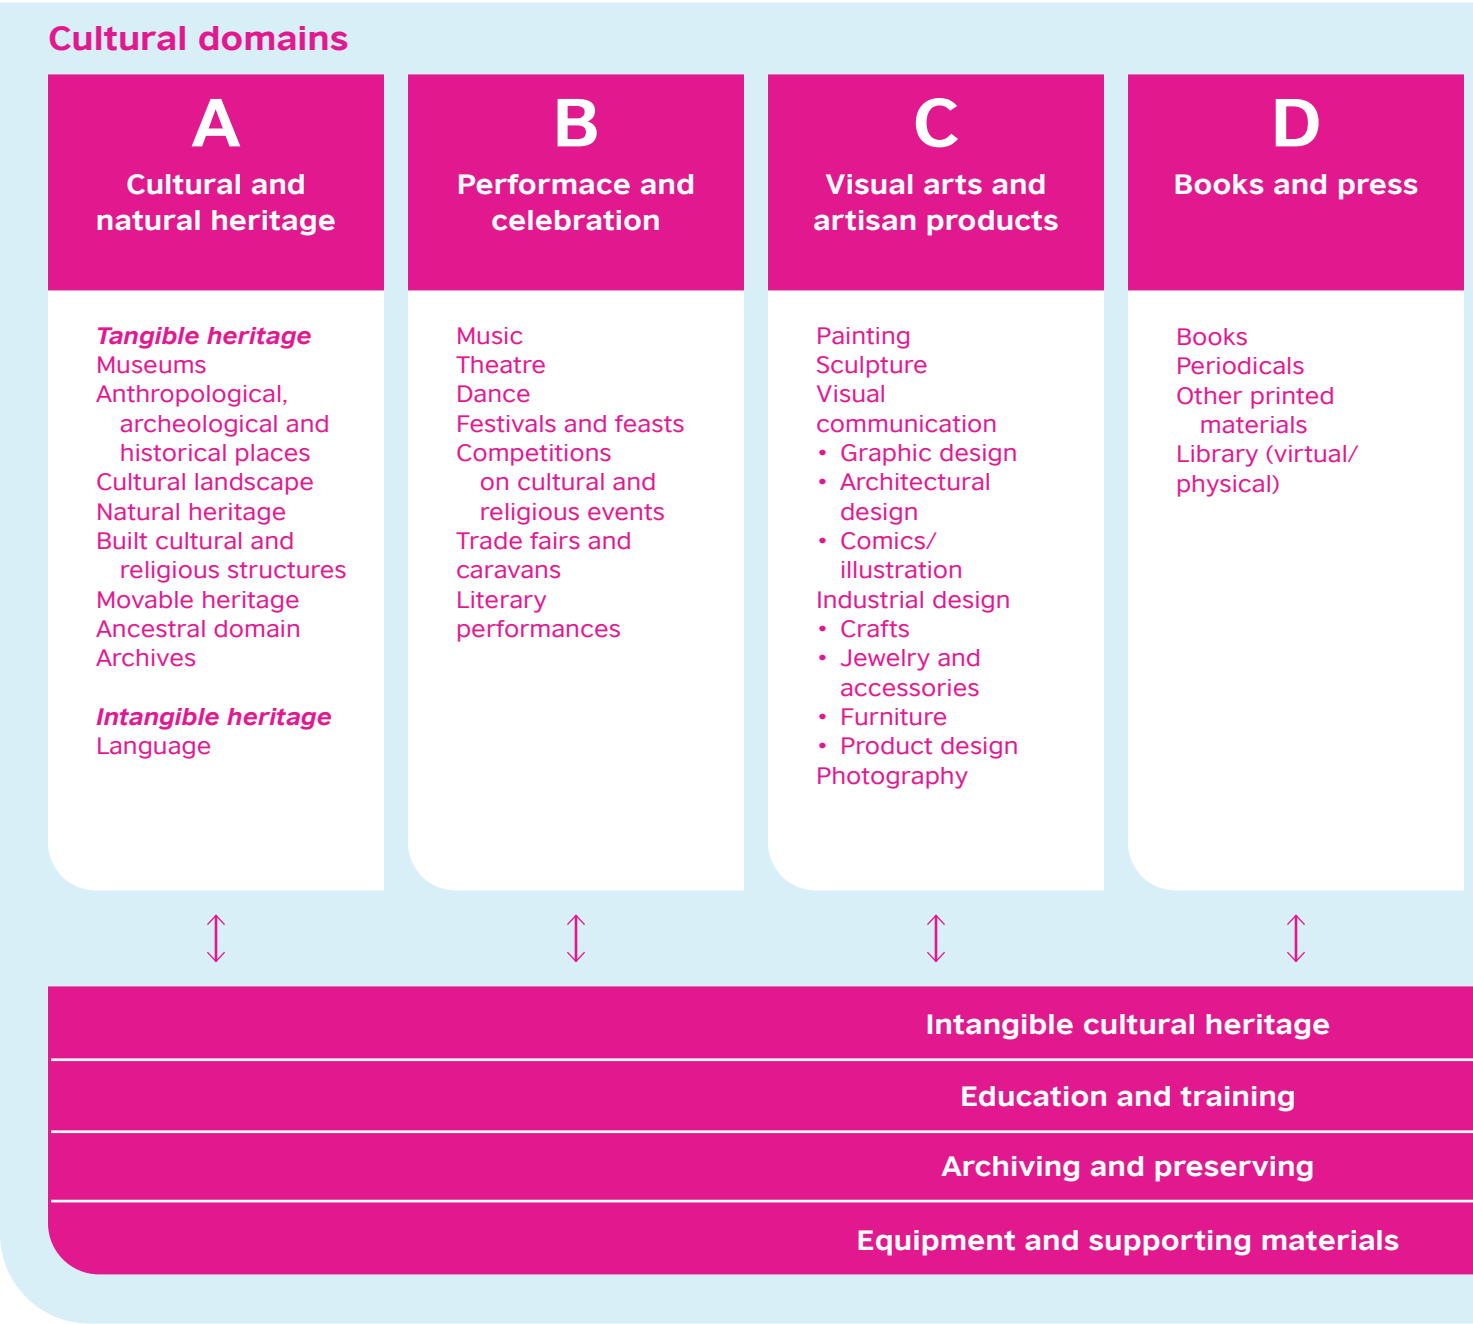 Cultural domains
A
Cultural and
natural heritage
Tangible heritage
Museums
Anthropological,
archeological and
historical places
Cultural landscape
Natural heritage
Built cultural and
religious structures
Movable heritage
Ancestral domain
Archives
Intangible heritage
Language
B
Performace and
celebration
Music
Theatre
Dance
Festivals and feasts
Competitions
on cultural and
religious events
Trade fairs and
caravans
Literary
performances
C
Visual arts and
artisan products
Painting
Sculpture
Visual
communication
• Graphic design
• Architectural
design
• Comics/
illustration
Industrial design
• Crafts
• Jewelry and
accessories
• Furniture
• Product design
Photography
D
Books and press
Books
Periodicals
Other printed
materials
Library (virtual/
physical)
Intangible cultural heritage
Education and training
Archiving and preserving
Equipment and supporting materials